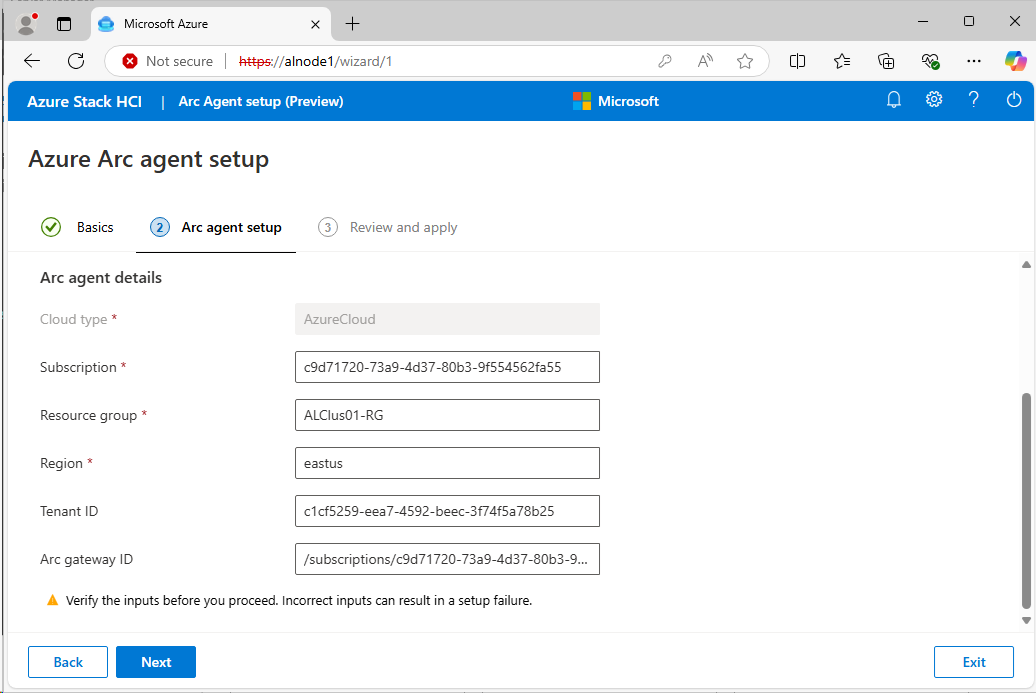 Microsoft Azure
Not secure https://alnode1/wizard/1
Azure Stack HCI | Arc Agent setup (Preview) Microsoft
Azure Arc agent setup
Basics 2 Arc agent setup 3 Review and apply
Arc agent details
Cloud type * AzureCloud
Subscription * c9d71720-73a9-4d37-80b3-9f554562fa55
Resource group * ALClus01-RG
Region * eastus
Tenant ID c1cf5259-eea7-4592-beec-3f74f5a78b25
Arc gateway ID /subscriptions/c9d71720-73a9-4d37-80b3-9...
Verify the inputs before you proceed. Incorrect inputs can result in a setup failure.
Back Next Exit